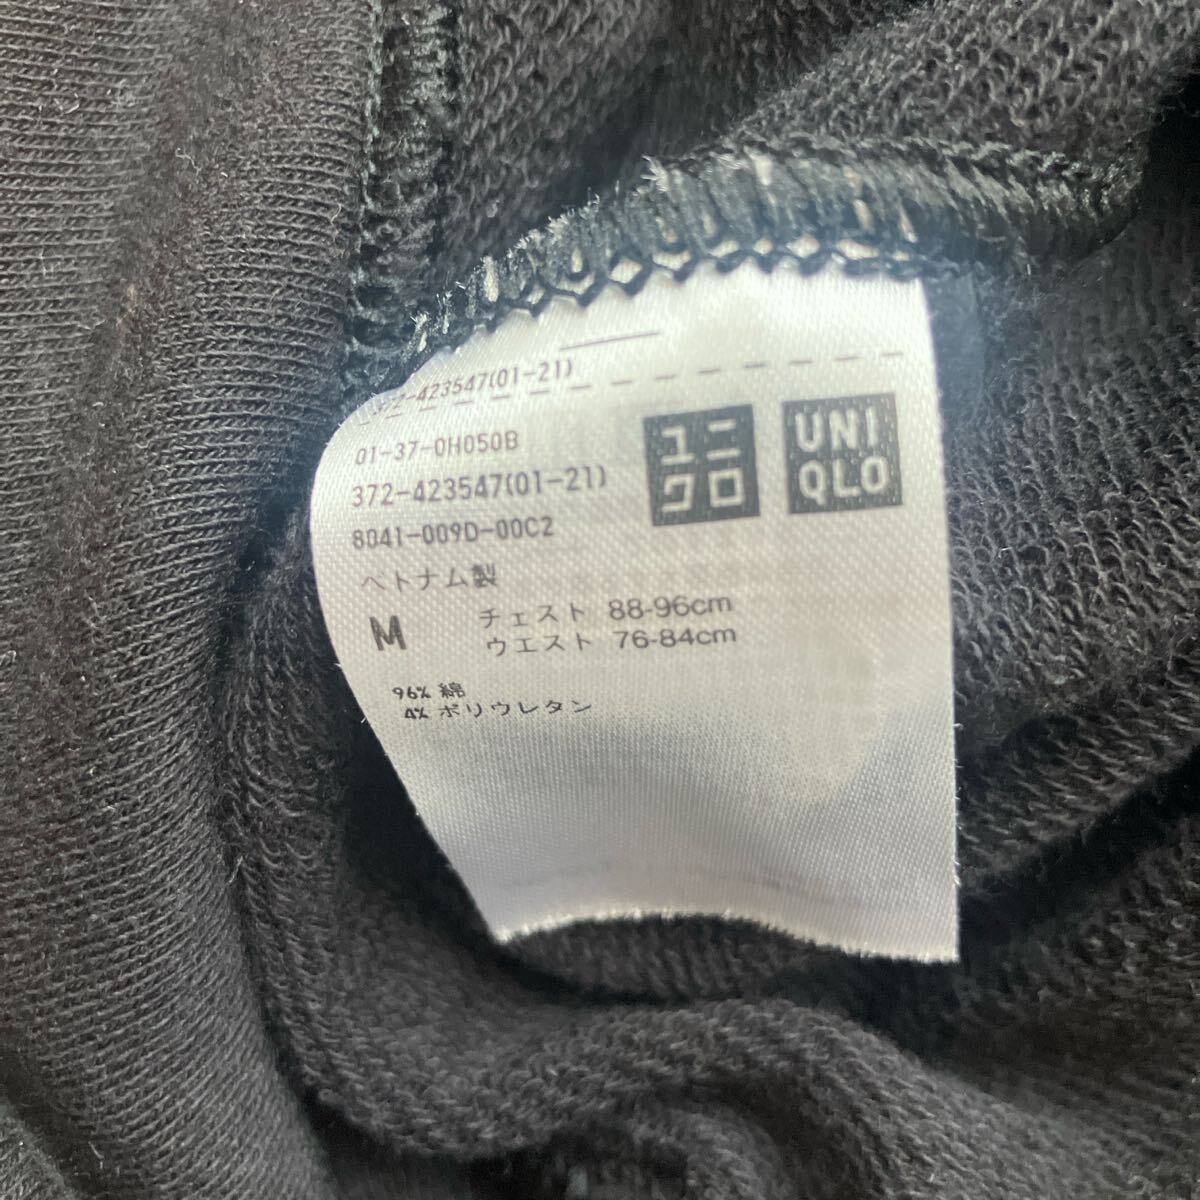 372-423547(01-21)
01-37-0H050B
372-423547(01-21)
8041-009D-00C2
ユニ
クロ
UNI
QLO
ベトナム製
M
チェスト 88-96cm
ウエスト 76-84cm
96% 綿
4% ポリウレタン